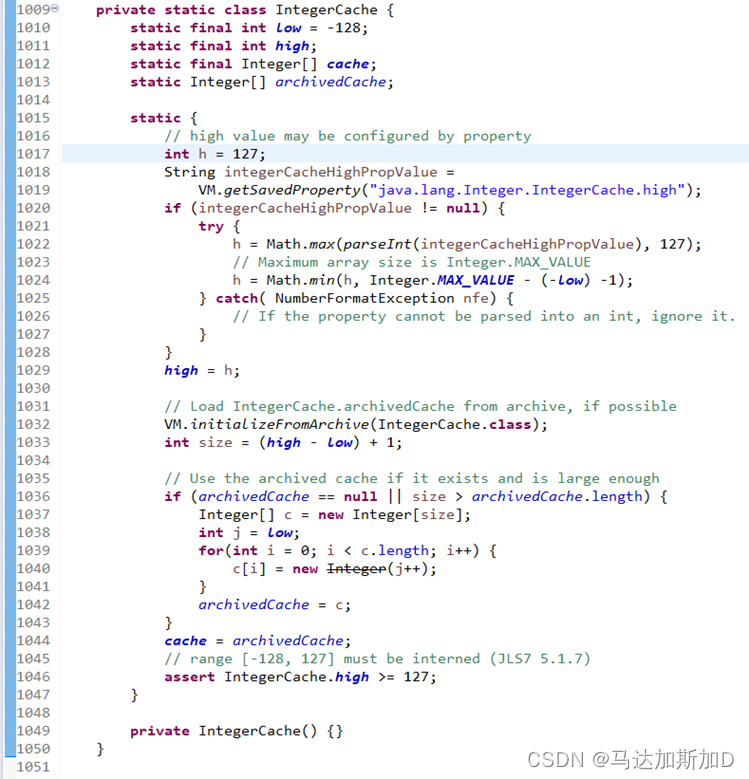 1009 private static class IntegerCache {
1010 static final int low = -128;
1011 static final int high;
1012 static final Integer[] cache;
1013 static Integer[] archivedCache;
1014
1015 static {
1016 // high value may be configured by property
1017 int h = 127;
1018 String integerCacheHighPropValue =
1019 VM.getSavedProperty("java.lang.Integer.IntegerCache.high");
1020 if (integerCacheHighPropValue != null) {
1021 try {
1022 h = Math.max(parseInt(integerCacheHighPropValue), 127);
1023 // Maximum array size is Integer.MAX_VALUE
1024 h = Math.min(h, Integer.MAX_VALUE - (-low) -1);
1025 } catch( NumberFormatException nfe) {
1026 // If the property cannot be parsed into an int, ignore it.
1027 }
1028 }
1029 high = h;
1030
1031 // Load IntegerCache.archivedCache from archive, if possible
1032 VM.initializeFromArchive(IntegerCache.class);
1033 int size = (high - low) + 1;
1034
1035 // Use the archived cache if it exists and is large enough
1036 if (archivedCache == null || size > archivedCache.length) {
1037 Integer[] c = new Integer[size];
1038 int j = low;
1039 for(int i = 0; i < c.length; i++) {
1040 c[i] = new Integer(j++);
1041 }
1042 archivedCache = c;
1043 }
1044 cache = archivedCache;
1045 // range [-128, 127] must be interned (JLS7 5.1.7)
1046 assert IntegerCache.high >= 127;
1047 }
1048
1049 private IntegerCache() {}
1050 }
1051
CSDN @马达加斯加D